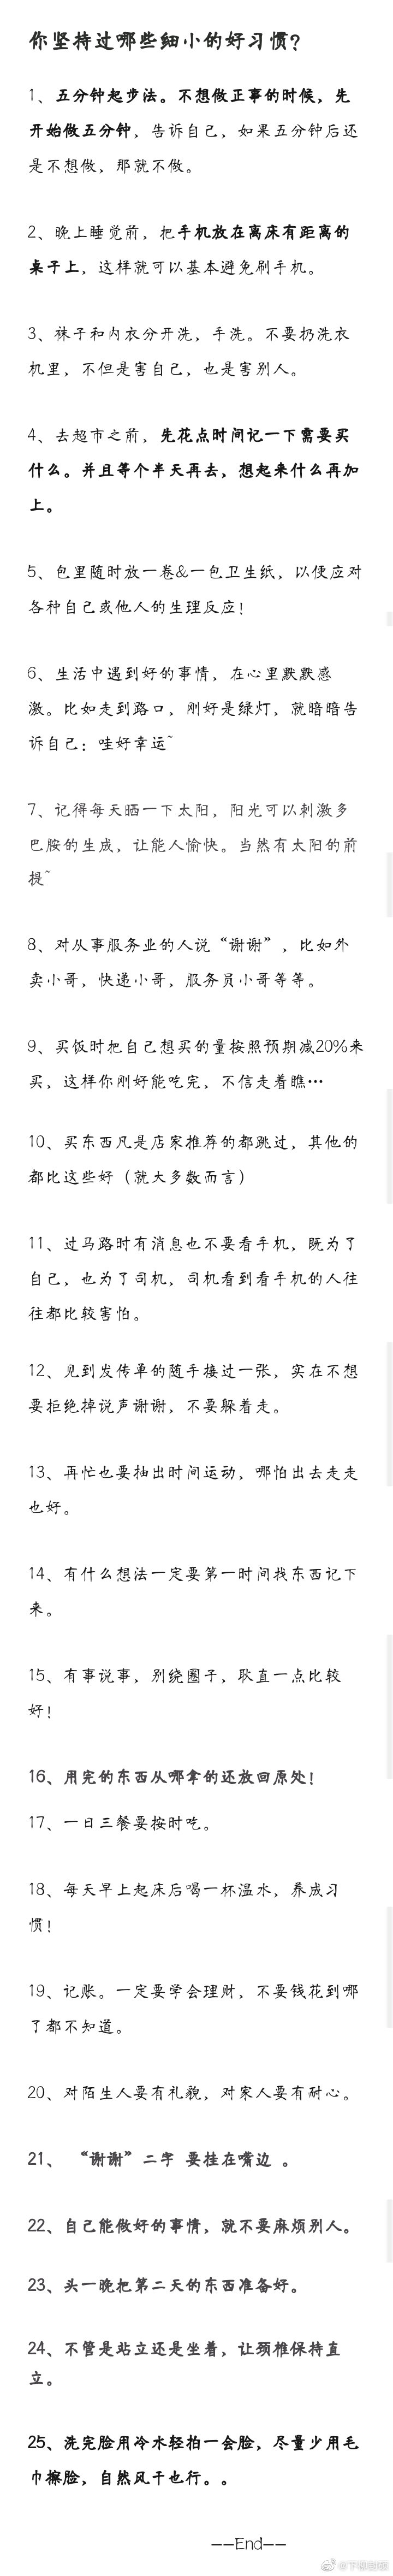 你坚持过哪些细小的好习惯？
1、五分钟起步法。不想做正事的时候，先
开始做五分钟，告诉自己，如果五分钟后还
是不想做，那就不做。
2、晚上睡觉前，把手机放在离床有距离的
桌子上，这样就可以基本避免刷手机。
3、袜子和内衣分开洗，手洗。不要扔洗衣
机里，不但是害自己，也是害别人。
4、去超市之前，先花点时间记一下需要买
什么。并且等个半天再去，想起来什么再加
上。
5、包里随时放一卷&一包卫生纸，以便应对
各种自己或他人的生理反应！
6、生活中遇到好的事情，在心里默默感
激。比如走到路口，刚好是绿灯，就暗暗告
诉自己：哇好幸运~
7、记得每天晒一下太阳，阳光可以刺激多
巴胺的生成，让能人愉快。当然有太阳的前
提~
8、对从事服务业的人说“谢谢”，比如外
卖小哥，快递小哥，服务员小哥等等。
9、买饭时把自己想买的量按照预期减20%来
买，这样你刚好能吃完，不信走着瞧…
10、买东西凡是店家推荐的都跳过，其他的
都比这些好（就大多数而言）
11、过马路时有消息也不要看手机，既为了
自己，也为了司机，司机看到看手机的人往
往都比较害怕。
12、见到发传单的随手接过一张，实在不想
要拒绝掉说声谢谢，不要躲着走。
13、再忙也要抽出时间运动，哪怕出去走走
也好。
14、有什么想法一定要第一时间找东西记下
来。
15、有事说事，别绕圈子，耿直一点比较
好！
16、用完的东西从哪拿的还放回原处！
17、一日三餐要按时吃。
18、每天早上起床后喝一杯温水，养成习
惯！
19、记账。一定要学会理财，不要钱花到哪
了都不知道。
20、对陌生人要有礼貌，对家人要有耐心。
21、 “谢谢”二字 要挂在嘴边 。
22、自己能做好的事情，就不要麻烦别人。
23、头一晚把第二天的东西准备好。
24、不管是站立还是坐着，让颈椎保持直
立。
25、洗完脸用冷水轻拍一会脸，尽量少用毛
巾擦脸，自然风干也行。。
——End——